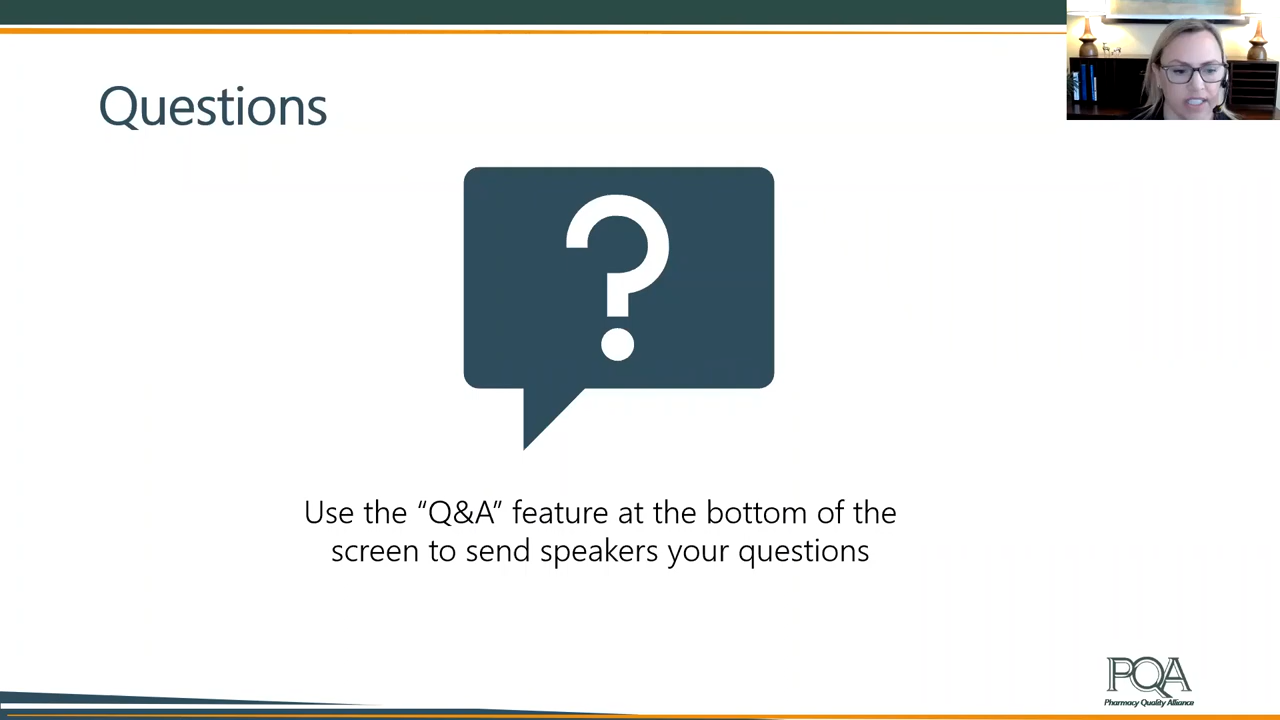 Questions
?
Use the “Q&A” feature at the bottom of the
screen to send speakers your questions
PQA
Pharmacy Quality Alliance